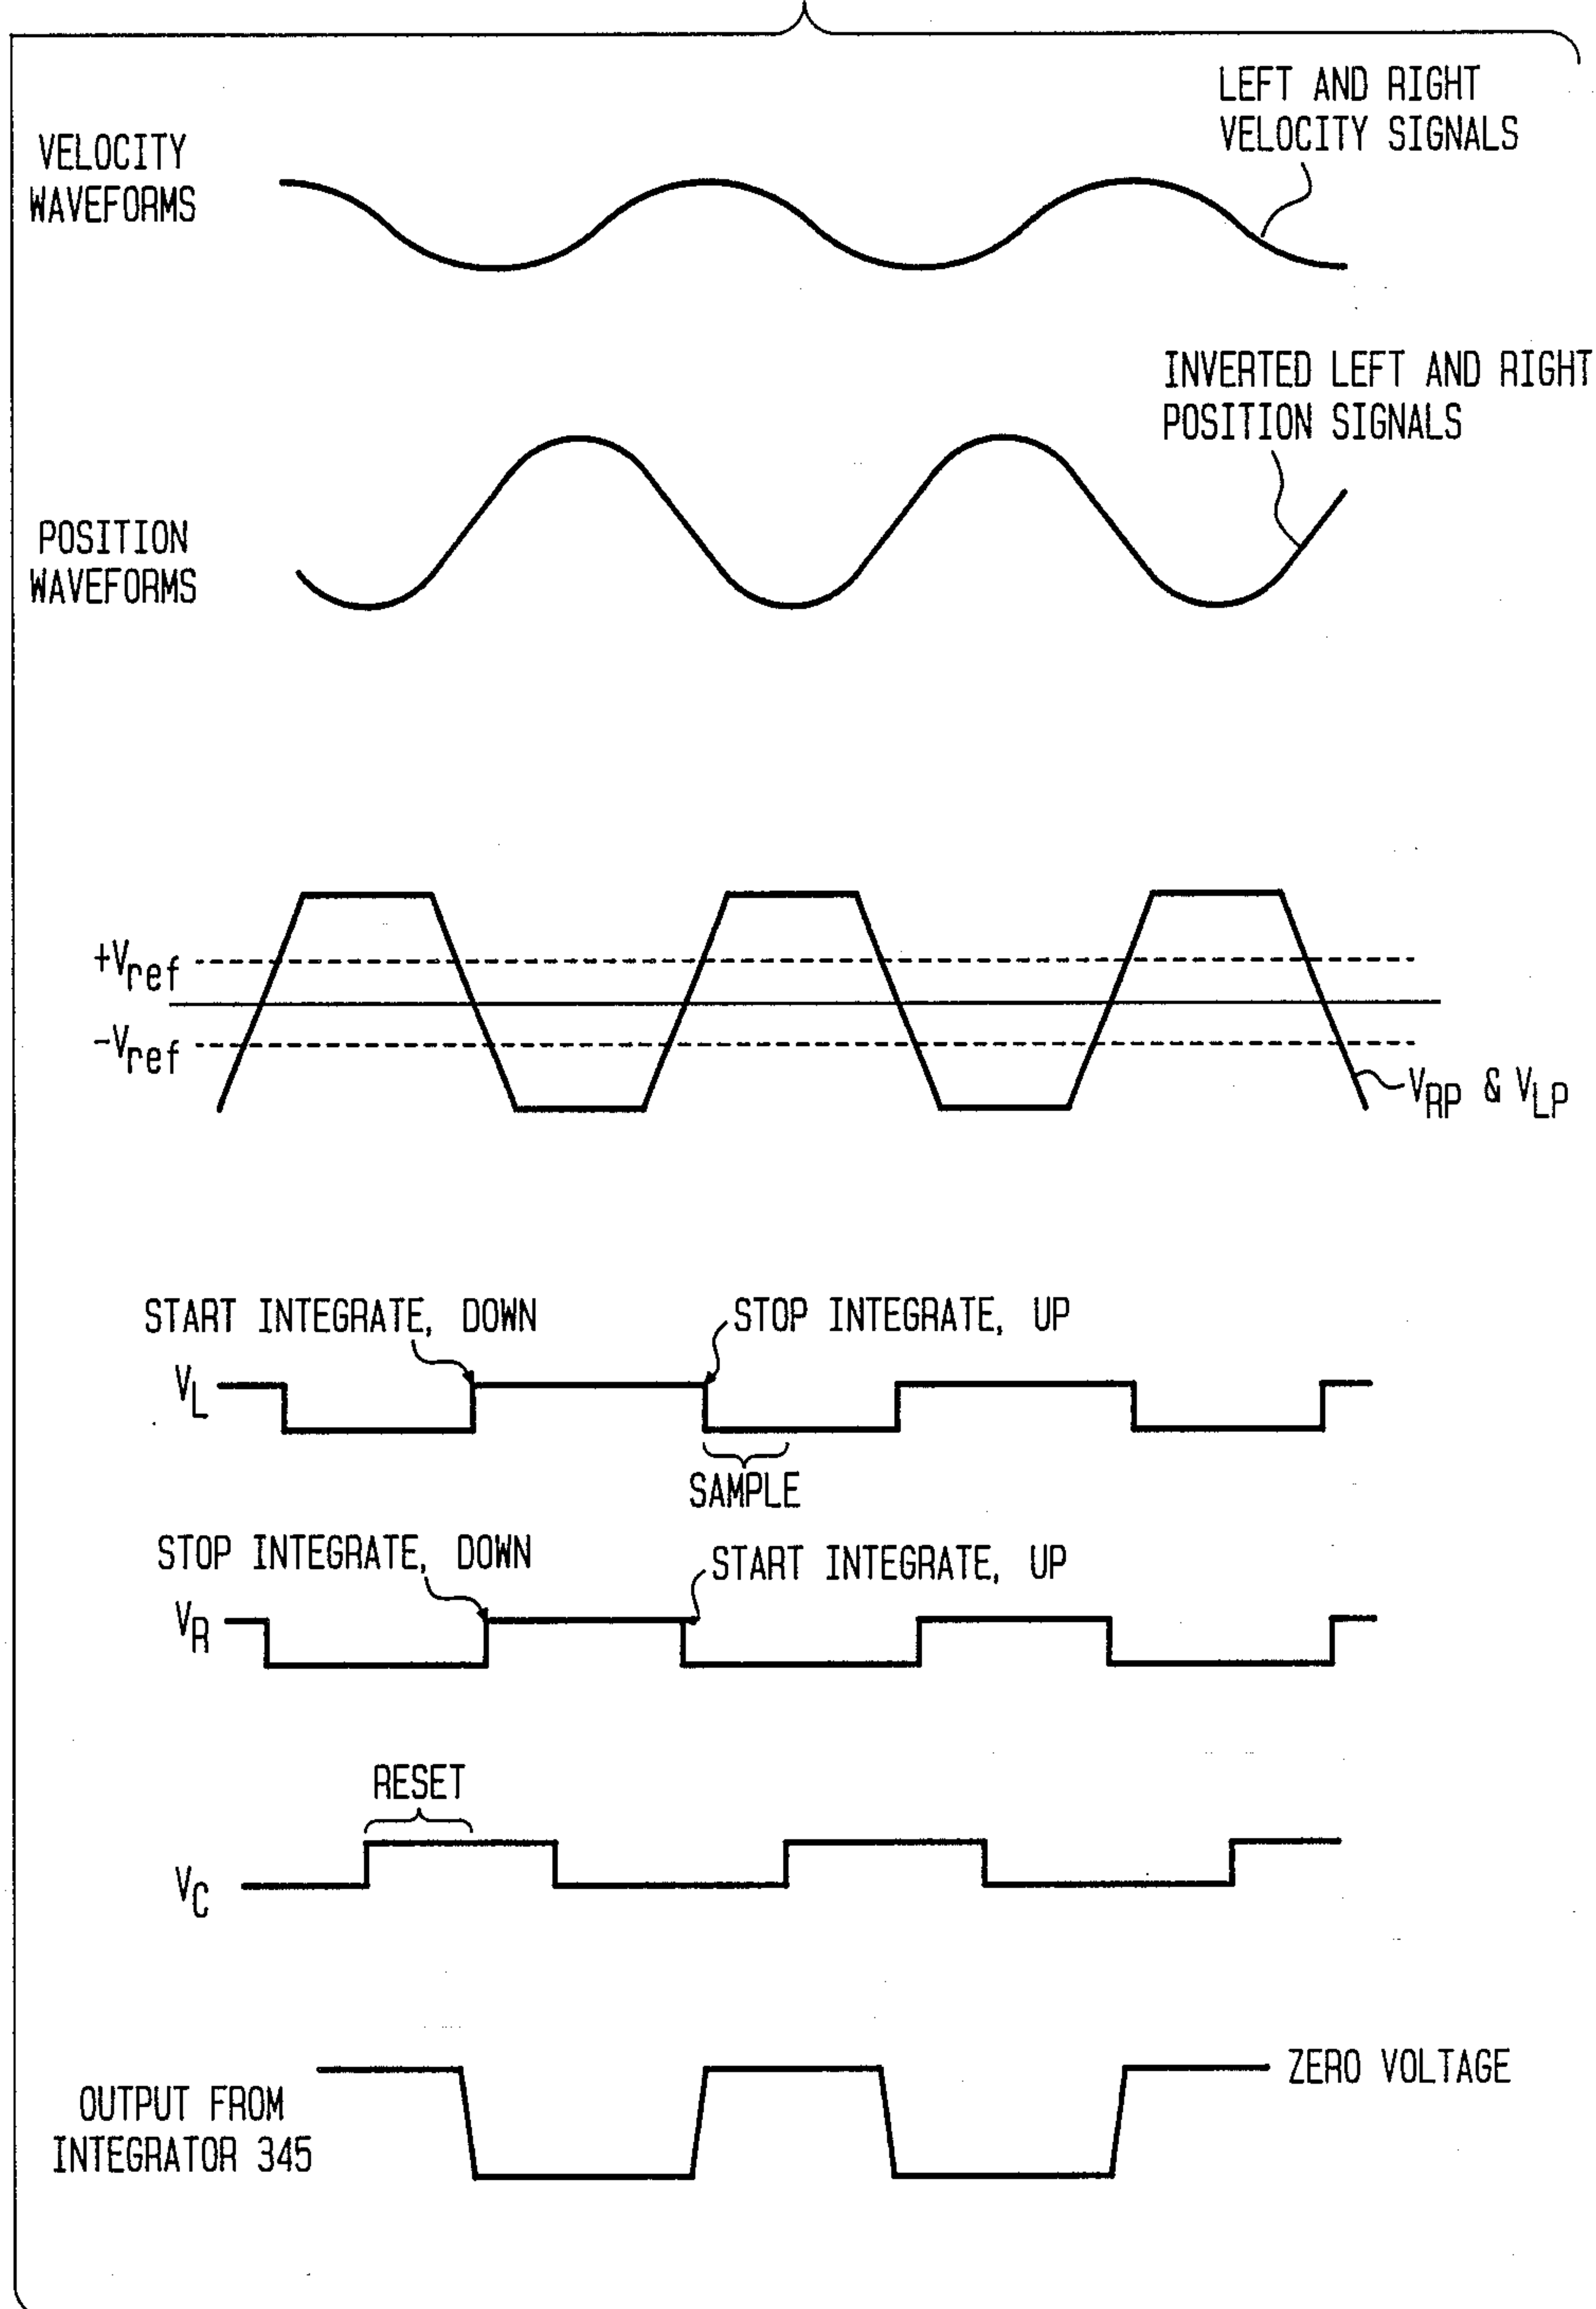 LEFT AND RIGHT
VELOCITY SIGNALS
VELOCITY
WAVEFORMS
INVERTED LEFT AND RIGHT
POSITION SIGNALS
POSITION
WAVEFORMS
+Vref
-Vref
VRP & VLP
START INTEGRATE, DOWN
STOP INTEGRATE, UP
VL
SAMPLE
STOP INTEGRATE, DOWN
START INTEGRATE, UP
VR
RESET
VC
ZERO VOLTAGE
OUTPUT FROM
INTEGRATOR 345